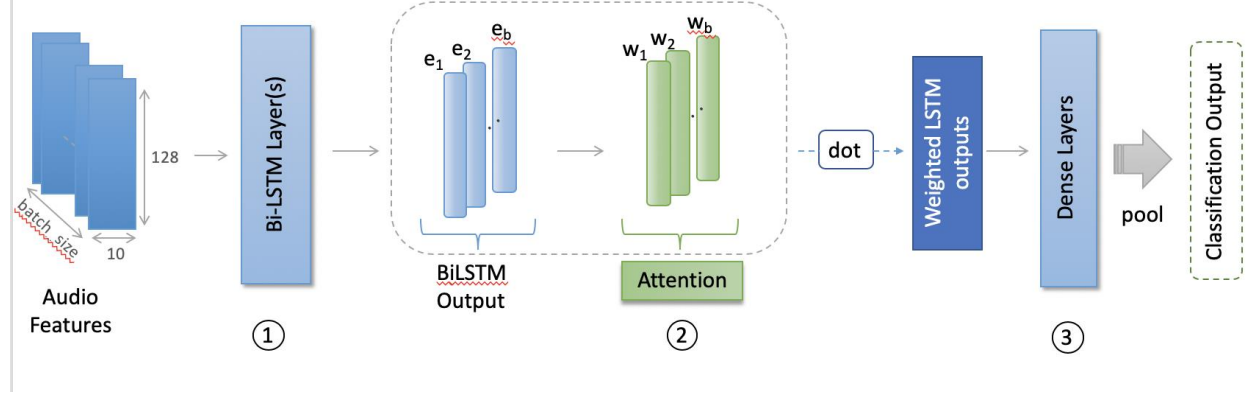 128
batch size
10
Audio
Features
Bi-LSTM Layer(s)
1
e1
e2
eb
BiLSTM
Output
w1
w2
wb
Attention
2
dot
Weighted LSTM
outputs
Dense Layers
3
pool
Classification Output